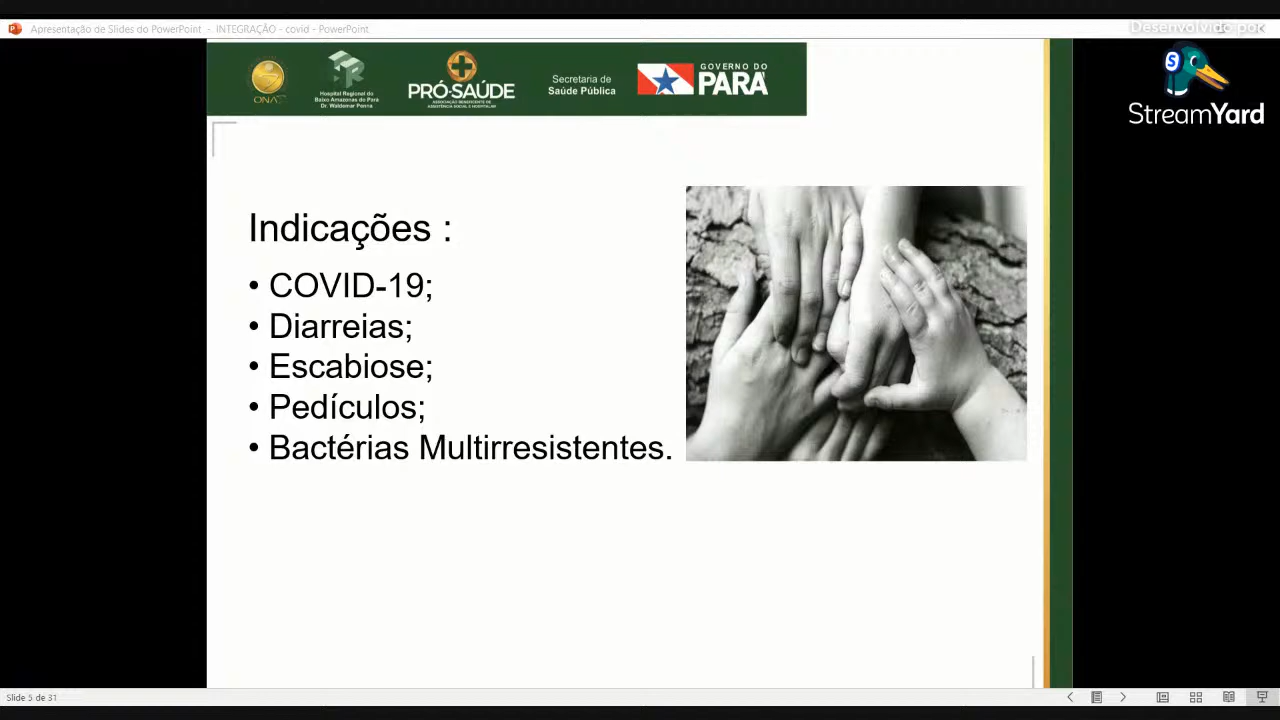 Apresentação de Slides do PowerPoint - INTEGRAÇÃO - covid - PowerPoint
Desenvolvido por
StreamYard
ONA
Hospital Regional do
Baixo Amazonas do Pará
Dr. Waldemar Penna
PRÓ-SAÚDE
ASSOCIAÇÃO BENEFICENTE DE
ASSISTÊNCIA SOCIAL E HOSPITALAR
Secretaria de
Saúde Pública
GOVERNO DO
PARÁ
Indicações :
• COVID-19;
• Diarreias;
• Escabiose;
• Pedículos;
• Bactérias Multirresistentes.
Slide 5 de 31